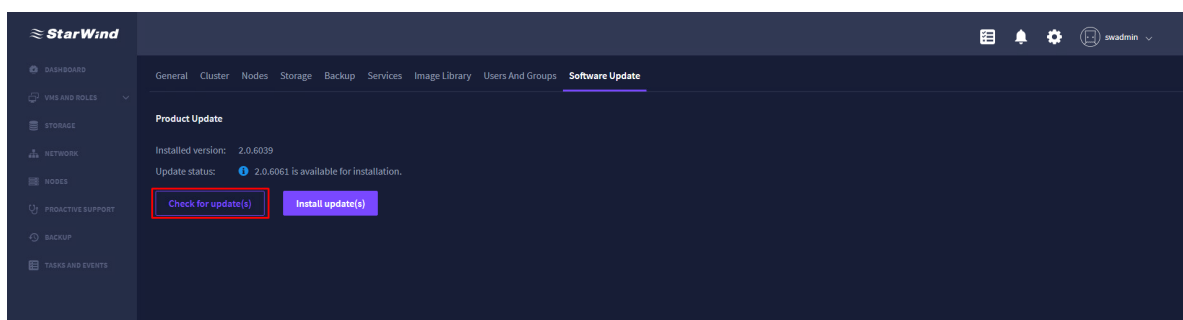 StarWind
swadmin
DASHBOARD
VMS AND ROLES
STORAGE
NETWORK
NODES
PROACTIVE SUPPORT
BACKUP
TASKS AND EVENTS
General Cluster Nodes Storage Backup Services Image Library Users And Groups Software Update
Product Update
Installed version: 2.0.6039
Update status: 2.0.6061 is available for installation.
Check for update(s) Install update(s)